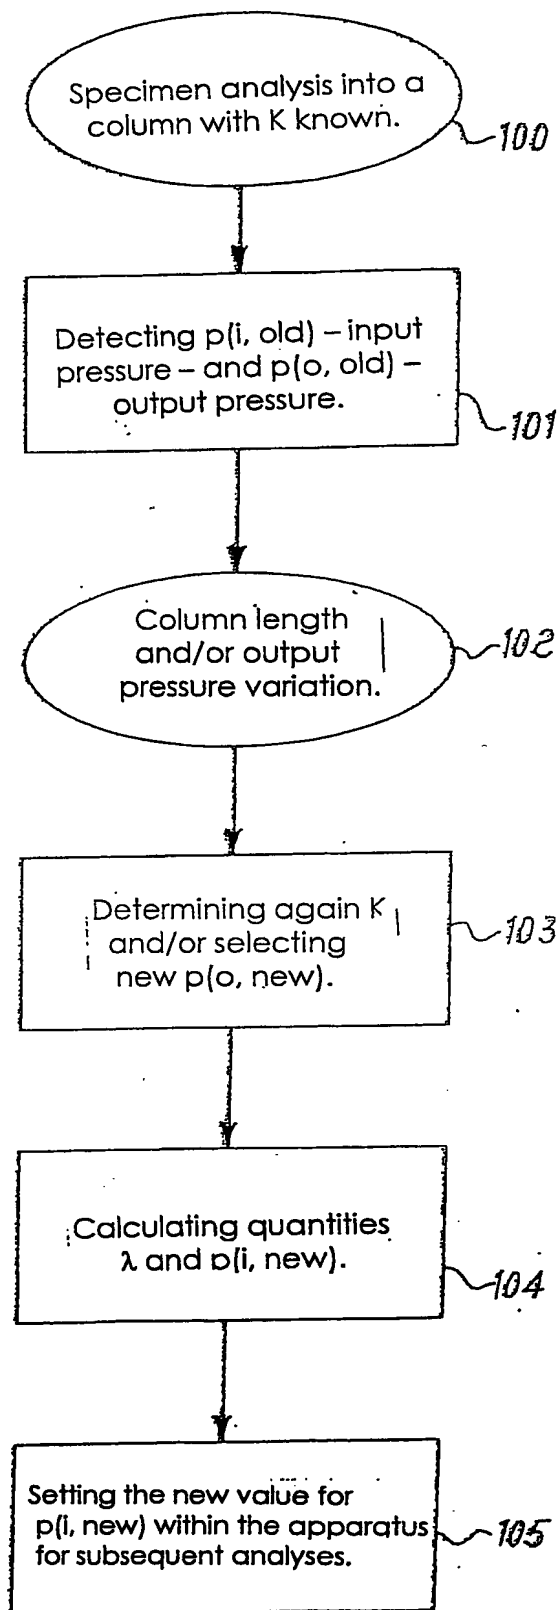 Specimen analysis into a
column with K known.
100
Detecting p(i, old) – input
pressure – and p(o, old) –
output pressure.
101
Column length
and/or output
pressure variation.
102
Determining again K
and/or selecting
new p(o, new).
103
Calculating quantities
λ and p(i, new).
104
Setting the new value for
p(i, new) within the apparatus
for subsequent analyses.
105